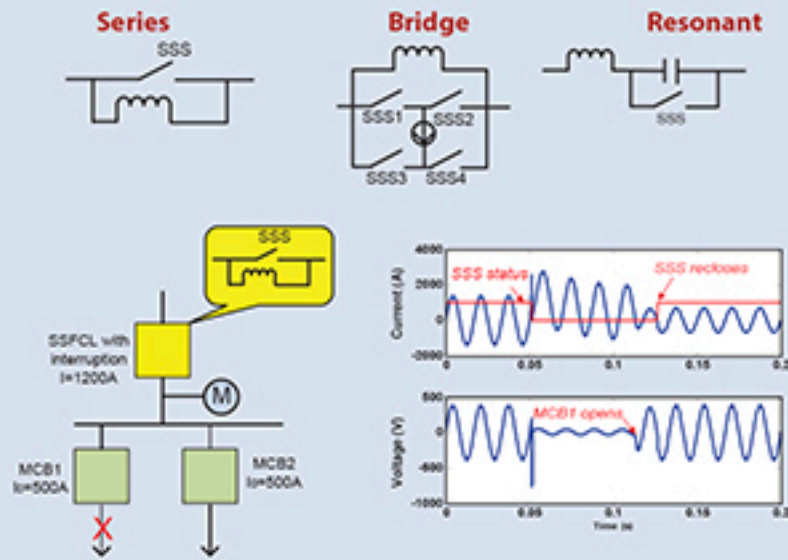 Series
Bridge
Resonant
SSS
SSS1
SSS2
SSS3
SSS4
SSS
SSS
SSFCL with
interruption
I=1200A
M
MCB1
I₀=500A
X
MCB2
I₀=500A
Current (A)
4000
2000
0
-2000
SSS status
SSS recloses
0
0.05
0.1
0.15
0.2
Voltage (V)
500
0
-500
-1000
MCB1 opens
0
0.05
0.1
0.15
0.2
Time (s)